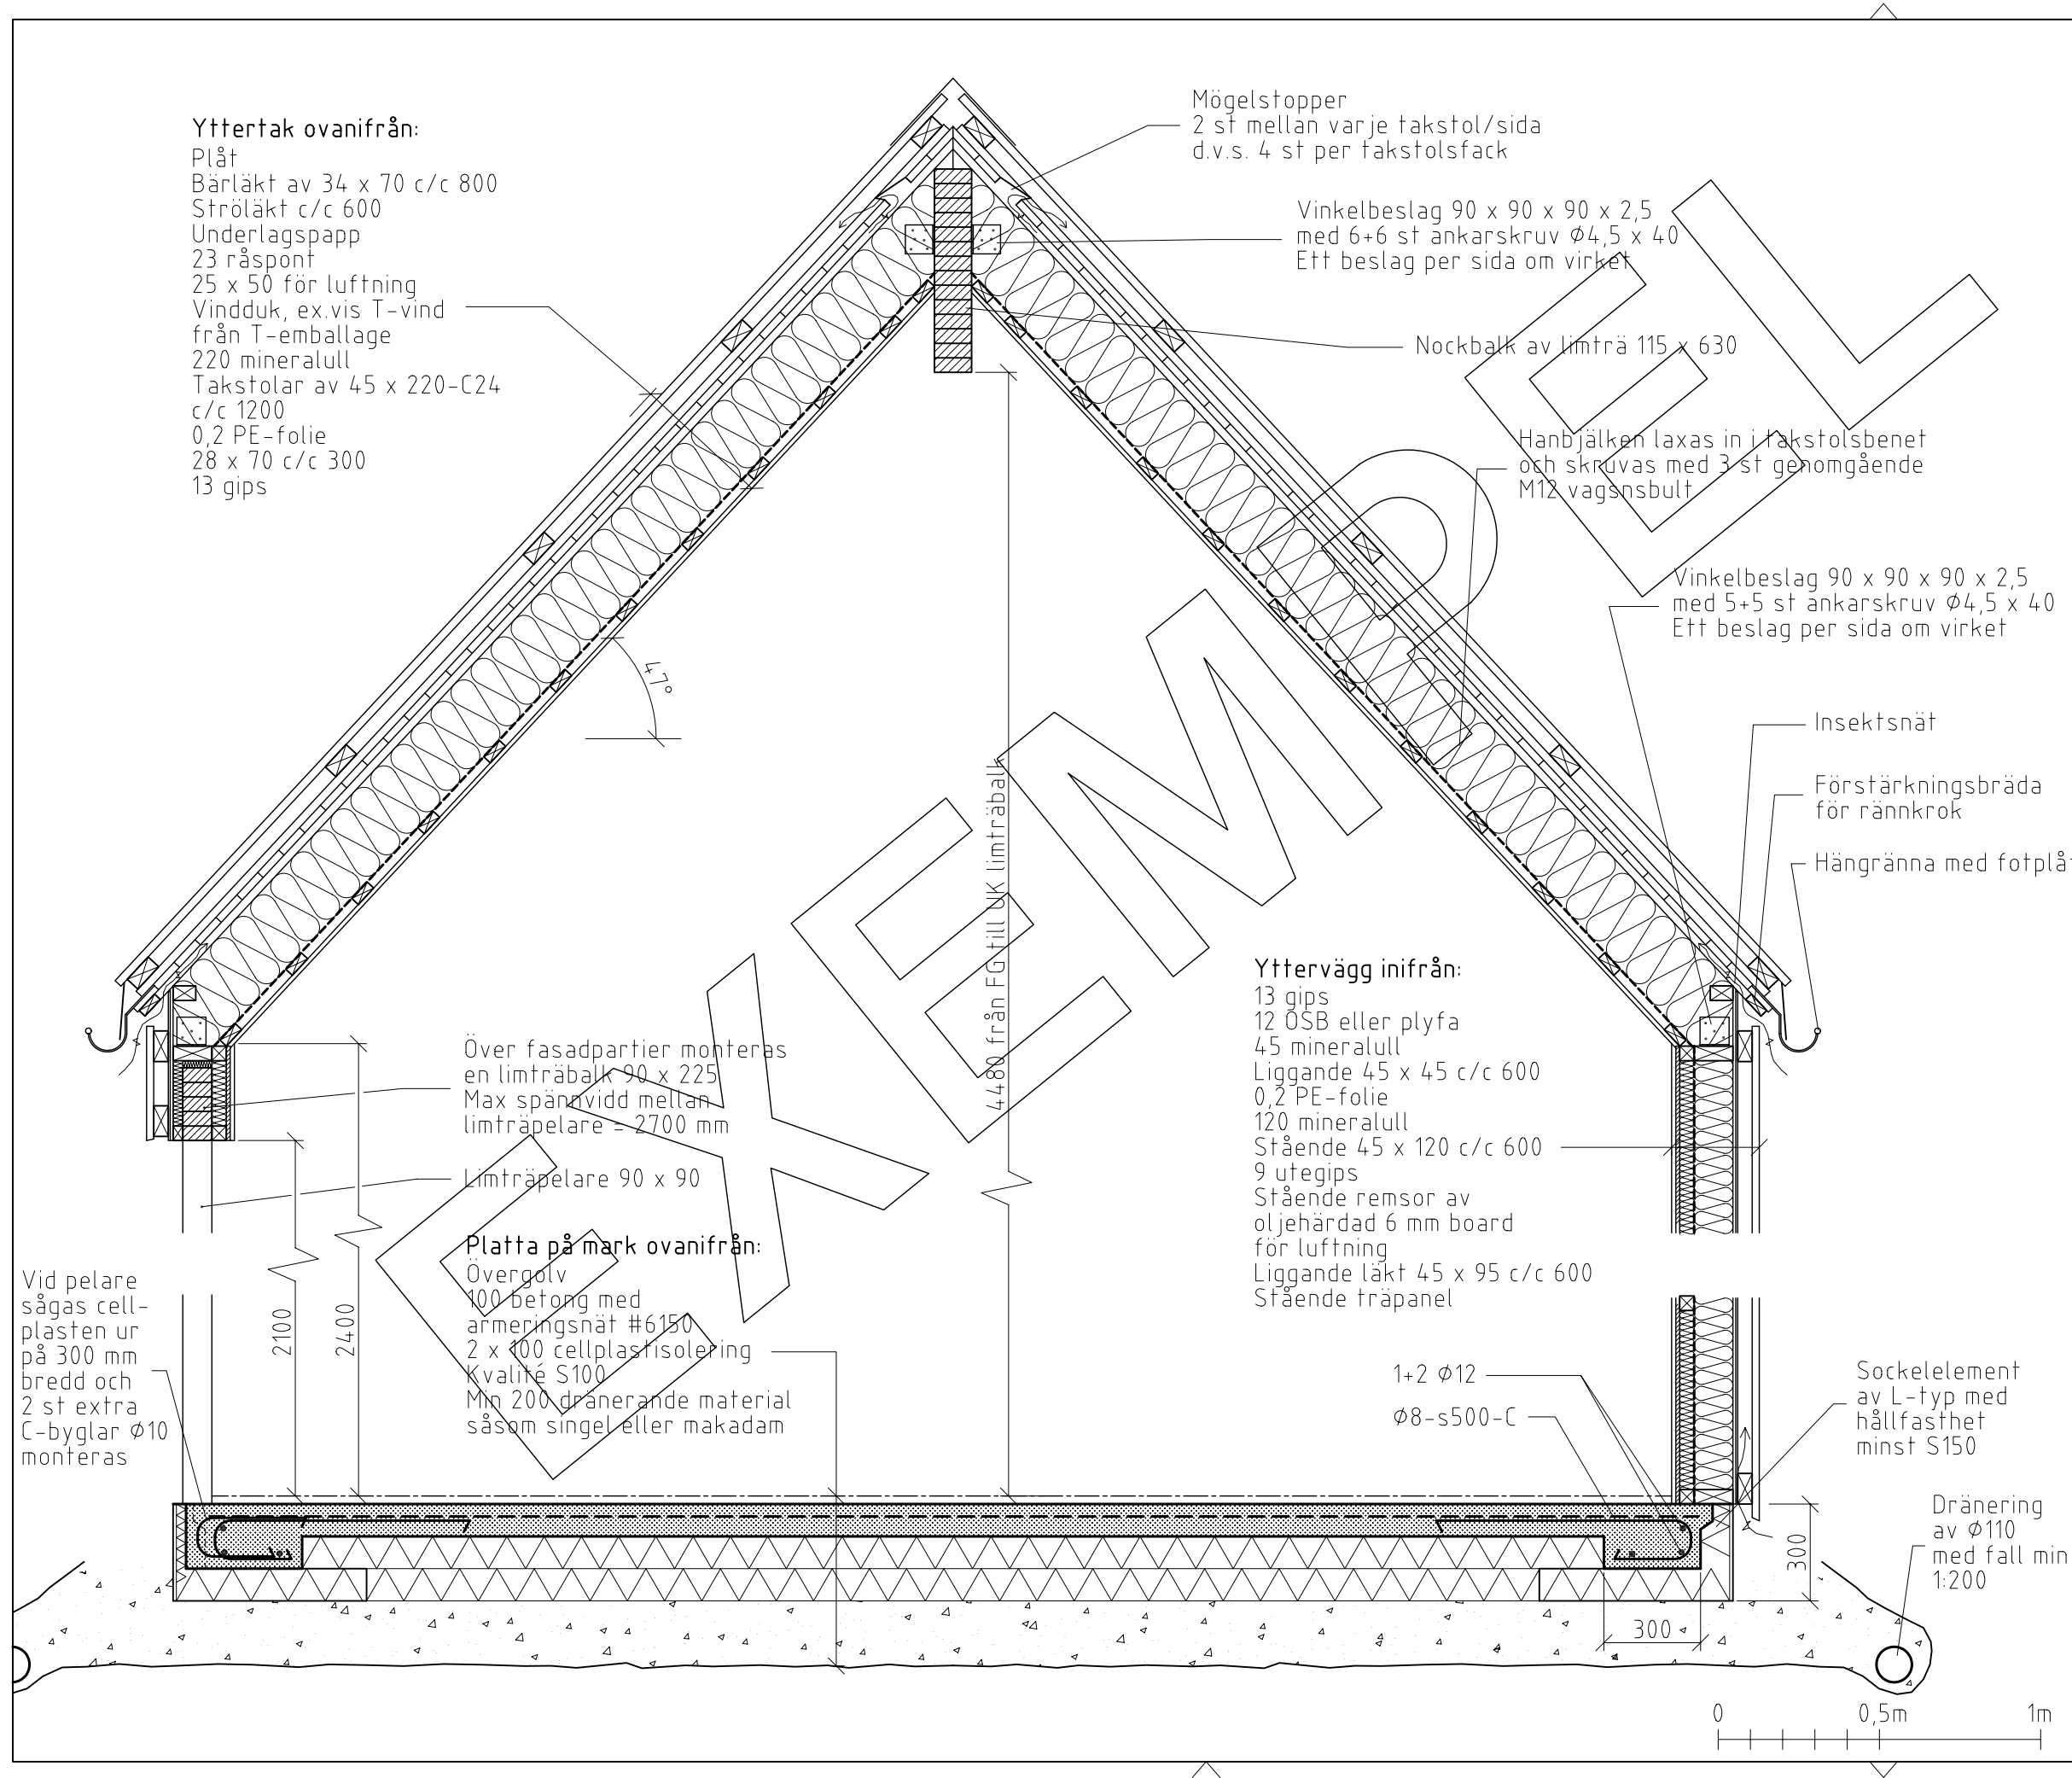 Yttertak ovanifrån:
Plåt
Bärläkt av 34 x 70 c/c 800
Ströläkt c/c 600
Underlagspapp
23 råspont
25 x 50 för luftning
Vindduk, ex.vis T-vind
från T-emballage
220 mineralull
Takstolar av 45 x 220-C24
c/c 1200
0,2 PE-folie
28 x 70 c/c 300
13 gips
Mögelstopper
2 st mellan varje takstol/sida
d.v.s. 4 st per takstolsfack
Vinkelbeslag 90 x 90 x 90 x 2,5
med 6+6 st ankarskruv Ø4,5 x 40
Ett beslag per sida om virket
Nockbalk av limträ 115 x 630
Hanbjälken laxas in i takstolsbenet
och skruvas med 3 st genomgående
M12 vagsnsbult
Vinkelbeslag 90 x 90 x 90 x 2,5
med 5+5 st ankarskruv Ø4,5 x 40
Ett beslag per sida om virket
47°
Insektsnät
Förstärkningsbräda
för rännkrok
Hängränna med fotplåt
EXEMPEL
4480 från FG till UK limträbalk
Över fasadpartier monteras
en limträbalk 90 x 225
Max spännvidd mellan
limträpelare = 2700 mm
Limträpelare 90 x 90
Yttervägg inifrån:
13 gips
12 OSB eller plyfa
45 mineralull
Liggande 45 x 45 c/c 600
0,2 PE-folie
120 mineralull
Stående 45 x 120 c/c 600
9 utegips
Stående remsor av
oljehärdad 6 mm board
för luftning
Liggande läkt 45 x 95 c/c 600
Stående träpanel
Platta på mark ovanifrån:
Övergolv
100 betong med
armeringsnät #6150
2 x 100 cellplastisolering
Kvalité S100
Min 200 dränerande material
såsom singel eller makadam
Vid pelare
sågas cell-
plasten ur
på 300 mm
bredd och
2 st extra
C-byglar Ø10
monteras
2100
2400
1+2 Ø12
Ø8-s500-C
Sockelelement
av L-typ med
hållfasthet
minst S150
Dränering
av Ø110
med fall min
1:200
300
300
0 0,5m 1m